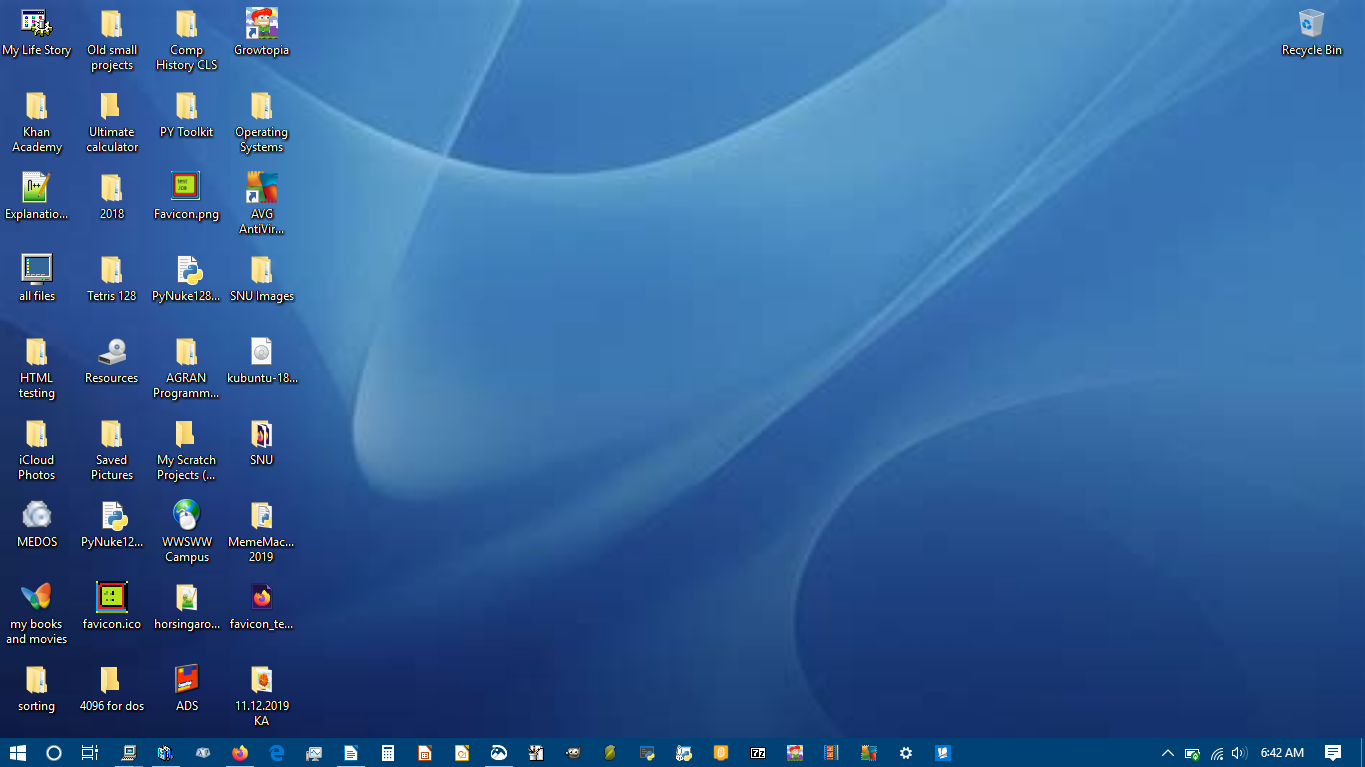 My Life Story
Old small
projects
Comp
History CLS
Growtopia
Recycle Bin
Khan
Academy
Ultimate
calculator
PY Toolkit
Operating
Systems
Explanatio...
2018
Favicon.png
AVG
AntiVir...
all files
Tetris 128
PyNuke128...
SNU Images
HTML
testing
Resources
AGRAN
Programm...
kubuntu-18...
iCloud
Photos
Saved
Pictures
My Scratch
Projects (...
SNU
MEDOS
PyNuke12...
WWSWW
Campus
MemeMac...
2019
my books
and movies
favicon.ico
horsingaro...
favicon_te...
sorting
4096 for dos
ADS
11.12.2019
KA
6:42 AM